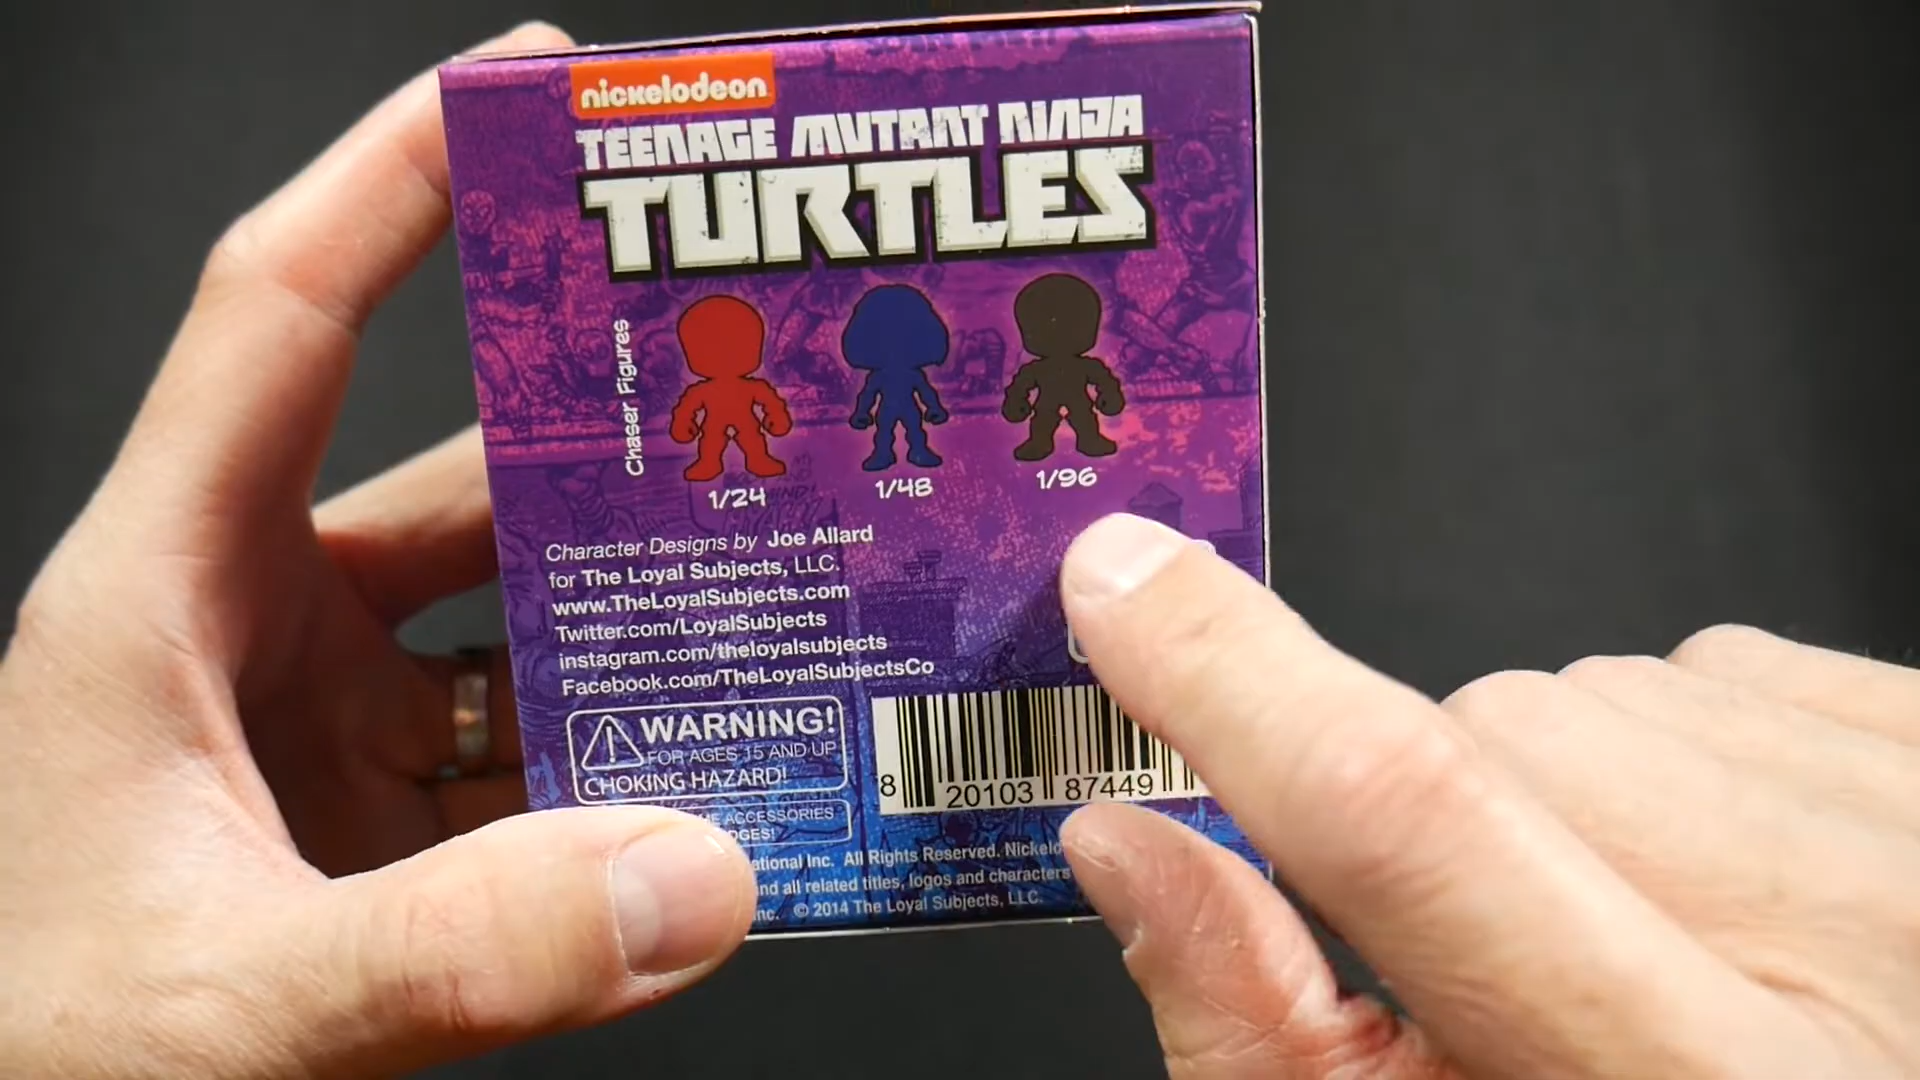 nickelodeon
TEENAGE MUTANT NINJA
TURTLES
Chaser Figures
1/24 1/48 1/96
Character Designs by Joe Allard
for The Loyal Subjects, LLC.
www.TheLoyalSubjects.com
Twitter.com/LoyalSubjects
instagram.com/theloyalsubjects
Facebook.com/TheLoyalSubjectsCo
WARNING!
FOR AGES 15 AND UP
CHOKING HAZARD!
ACCESSORIES
8 20103 87449
Inc. All Rights Reserved.
and all related titles, logos and characters
Inc. © 2014 The Loyal Subjects, LLC.